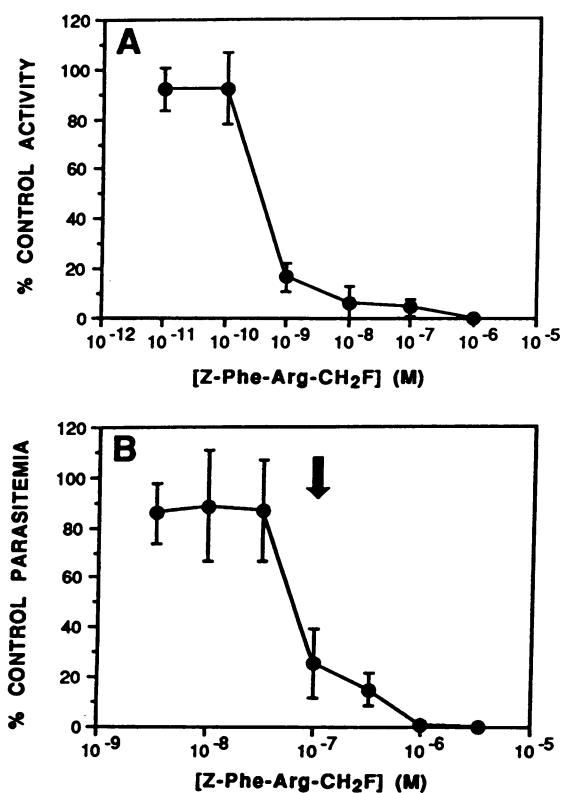 A
% CONTROL ACTIVITY
120
100
80
60
40
20
0
10-12 10-11 10-10 10-9 10-8 10-7 10-6 10-5
[Z-Phe-Arg-CH2F] (M)
B
% CONTROL PARASITEMIA
120
100
80
60
40
20
0
10-9 10-8 10-7 10-6 10-5
[Z-Phe-Arg-CH2F] (M)